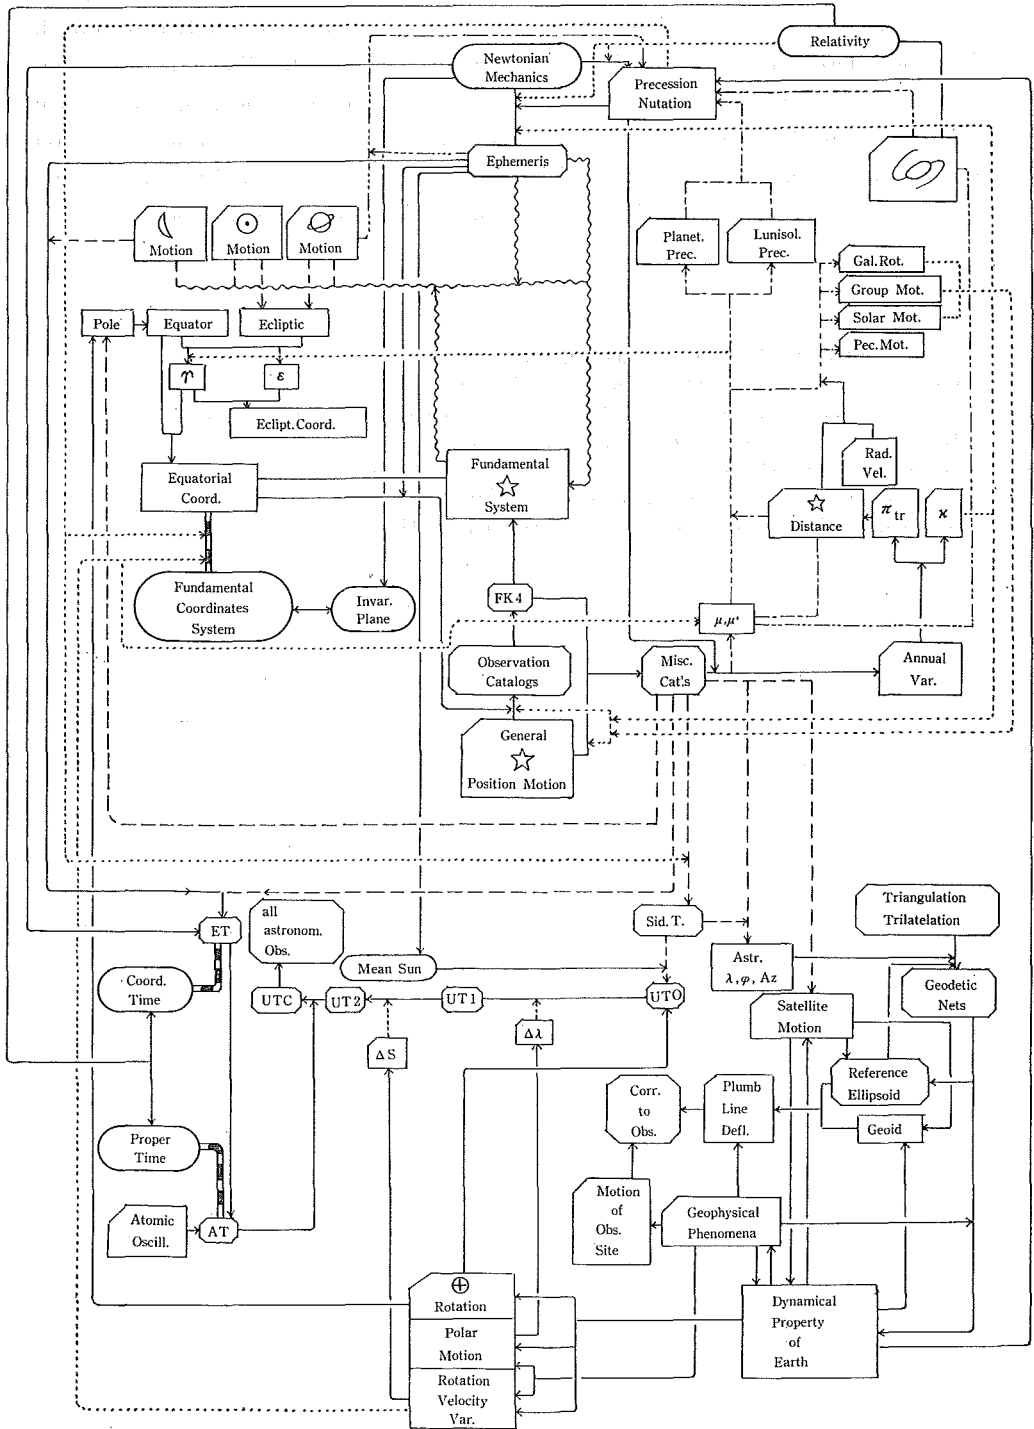 Relativity
Newtonian
Mechanics
Precession
Nutation
Ephemeris
Motion
Motion
Motion
Planet.
Prec.
Lunisol.
Prec.
Gal.Rot.
Group Mot.
Solar Mot.
Pec.Mot.
Pole
Equator
Ecliptic
ϒ
ε
Eclipt.Coord.
Equatorial
Coord.
Fundamental
System
Rad.
Vel.
Distance
π tr
κ
Fundamental
Coordinates
System
Invar.
Plane
FK4
μ,μ'
Observation
Catalogs
Misc.
Cat's
Annual
Var.
General
Position Motion
Triangulation
Trilatelation
all
astronom.
Obs.
ET
Sid. T.
Mean Sun
Astr.
λ, φ, Az
Geodetic
Nets
Coord.
Time
UTC
UT2
UT1
UT0
Satellite
Motion
ΔS
Δλ
Reference
Ellipsoid
Corr.
to
Obs.
Plumb
Line
Defl.
Geoid
Proper
Time
Atomic
Oscill.
AT
Motion
of
Obs.
Site
Geophysical
Phenomena
Rotation
Polar
Motion
Rotation
Velocity
Var.
Dynamical
Property
of
Earth